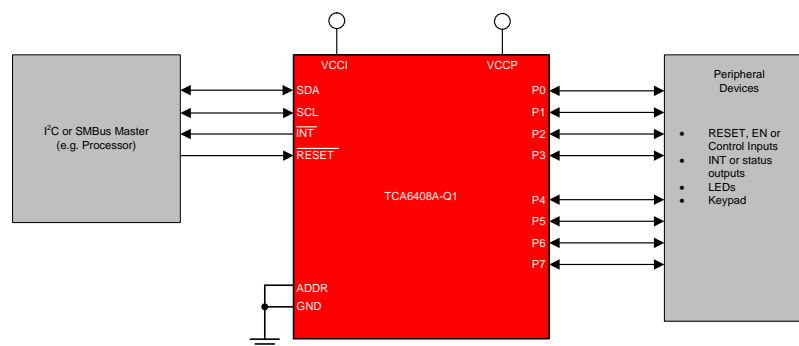 VCCI
VCCP
I²C or SMBus Master
(e.g. Processor)
SDA
SCL
INT
RESET
TCA6408A-Q1
ADDR
GND
P0
P1
P2
P3
P4
P5
P6
P7
Peripheral
Devices
• RESET, EN or
Control Inputs
• INT or status
outputs
• LEDs
• Keypad